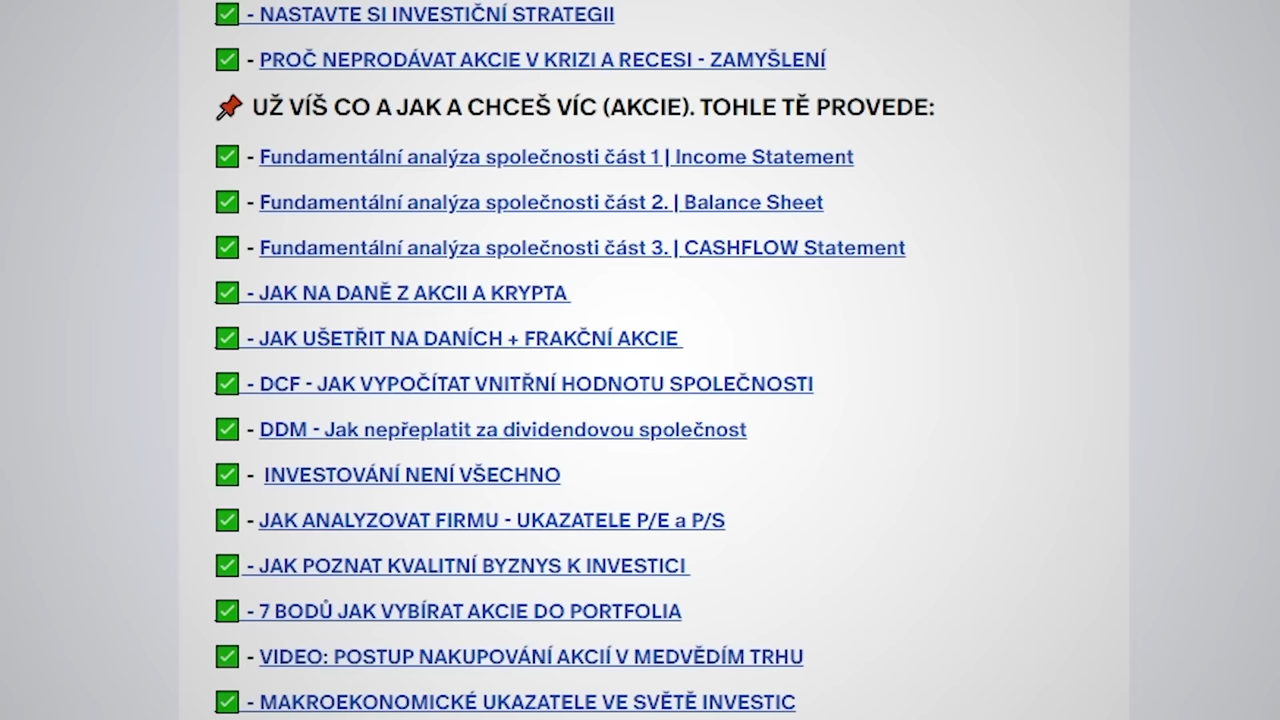 ✅ - NASTAVTE SI INVESTIČNÍ STRATEGII
✅ - PROČ NEPRODÁVAT AKCIE V KRIZI A RECESI - ZAMYŠLENÍ
📌 UŽ VÍŠ CO A JAK A CHCEŠ VÍC (AKCIE). TOHLE TĚ PROVEDE:
✅ - Fundamentální analýza společnosti část 1 | Income Statement
✅ - Fundamentální analýza společnosti část 2. | Balance Sheet
✅ - Fundamentální analýza společnosti část 3. | CASHFLOW Statement
✅ - JAK NA DANĚ Z AKCII A KRYPTA
✅ - JAK UŠETŘIT NA DANÍCH + FRAKČNÍ AKCIE
✅ - DCF - JAK VYPOČÍTAT VNITŘNÍ HODNOTU SPOLEČNOSTI
✅ - DDM - Jak nepřeplatit za dividendovou společnost
✅ - INVESTOVÁNÍ NENÍ VŠECHNO
✅ - JAK ANALYZOVAT FIRMU - UKAZATELE P/E a P/S
✅ - JAK POZNAT KVALITNÍ BYZNYS K INVESTICI
✅ - 7 BODŮ JAK VYBÍRAT AKCIE DO PORTFOLIA
✅ - VIDEO: POSTUP NAKUPOVÁNÍ AKCIÍ V MEDVĚDÍM TRHU
✅ - MAKROEKONOMICKÉ UKAZATELE VE SVĚTĚ INVESTIC